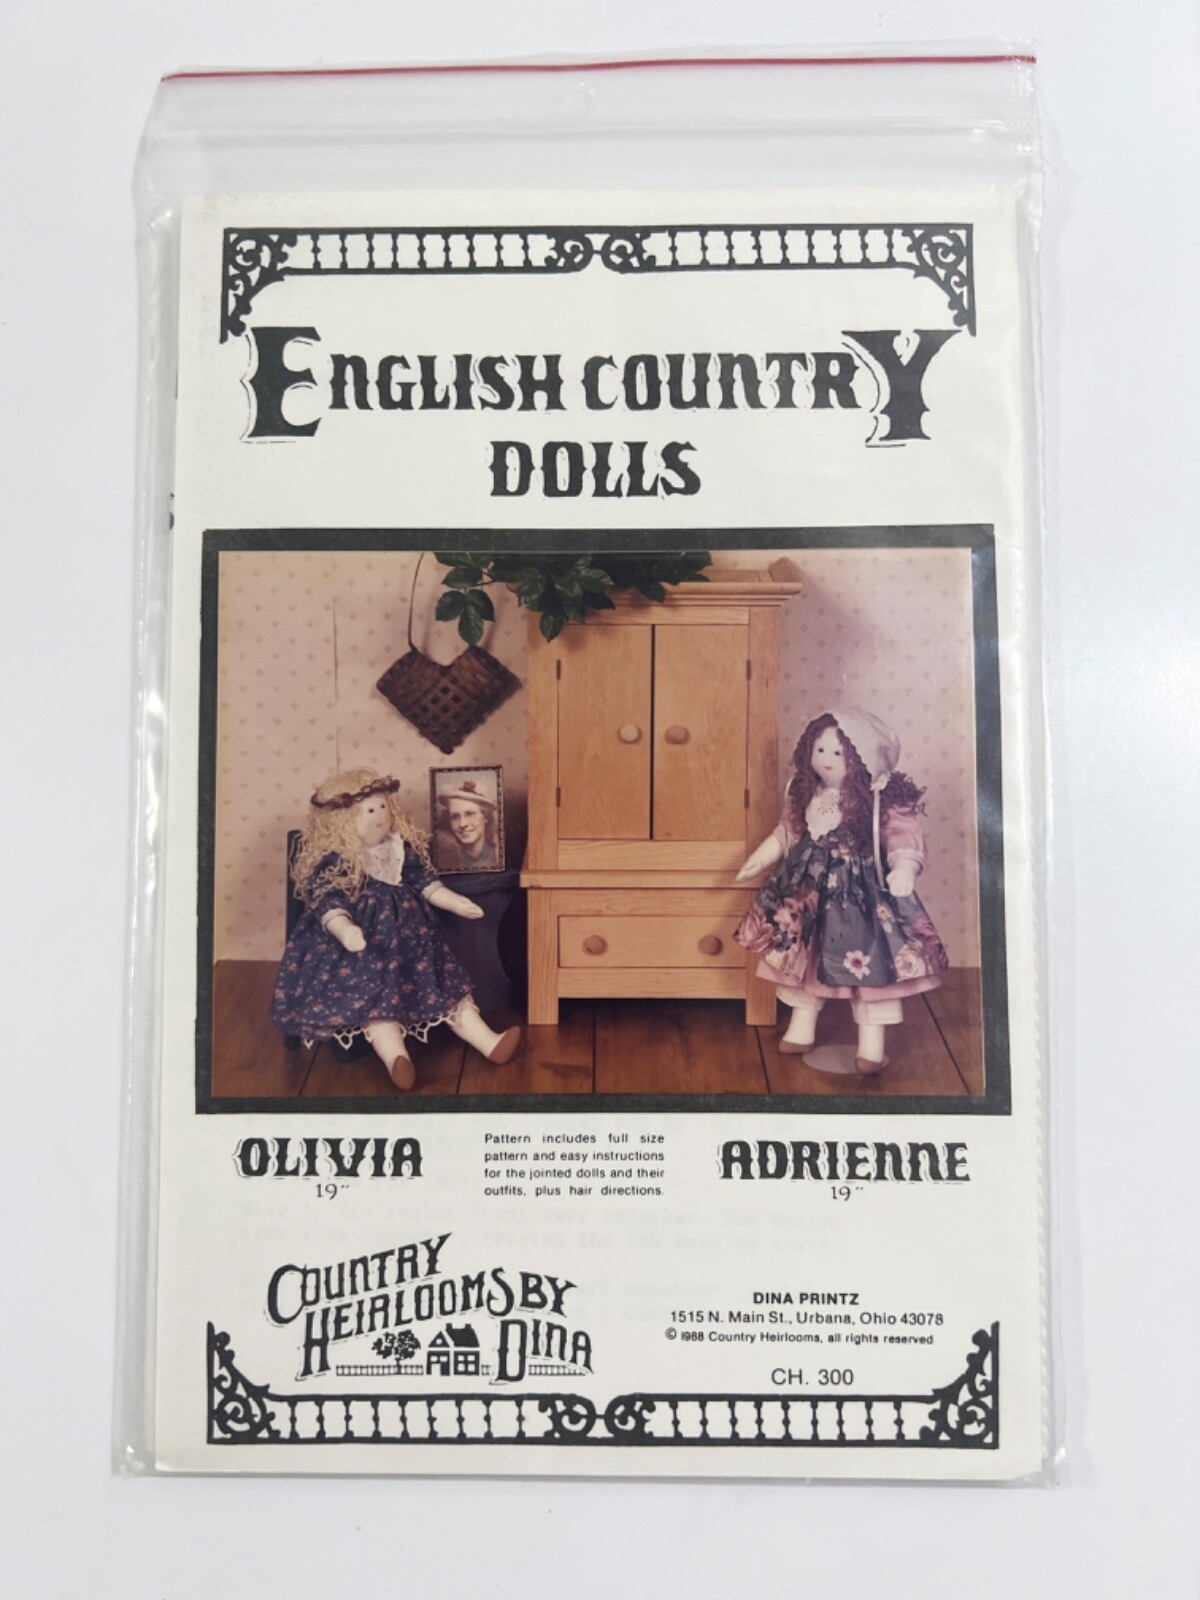 ENGLISH COUNTRY
DOLLS
OLIVIA
19"
Pattern includes full size
pattern and easy instructions
for the jointed dolls and their
outfits, plus hair directions.
ADRIENNE
19"
COUNTRY
HEIRLOOMS BY
DINA
DINA PRINTZ
1515 N. Main St., Urbana, Ohio 43078
© 1988 Country Heirlooms, all rights reserved
CH. 300